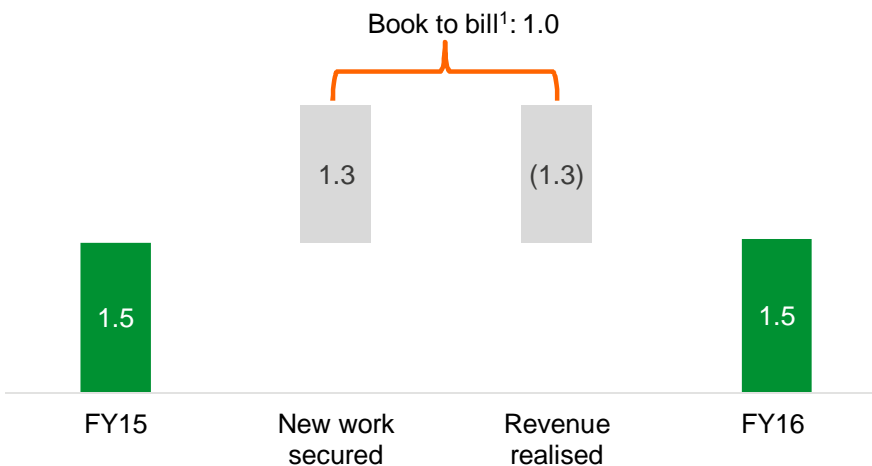 Book to bill¹: 1.0
1.3
(1.3)
1.5
1.5
FY15
New work
secured
Revenue
realised
FY16